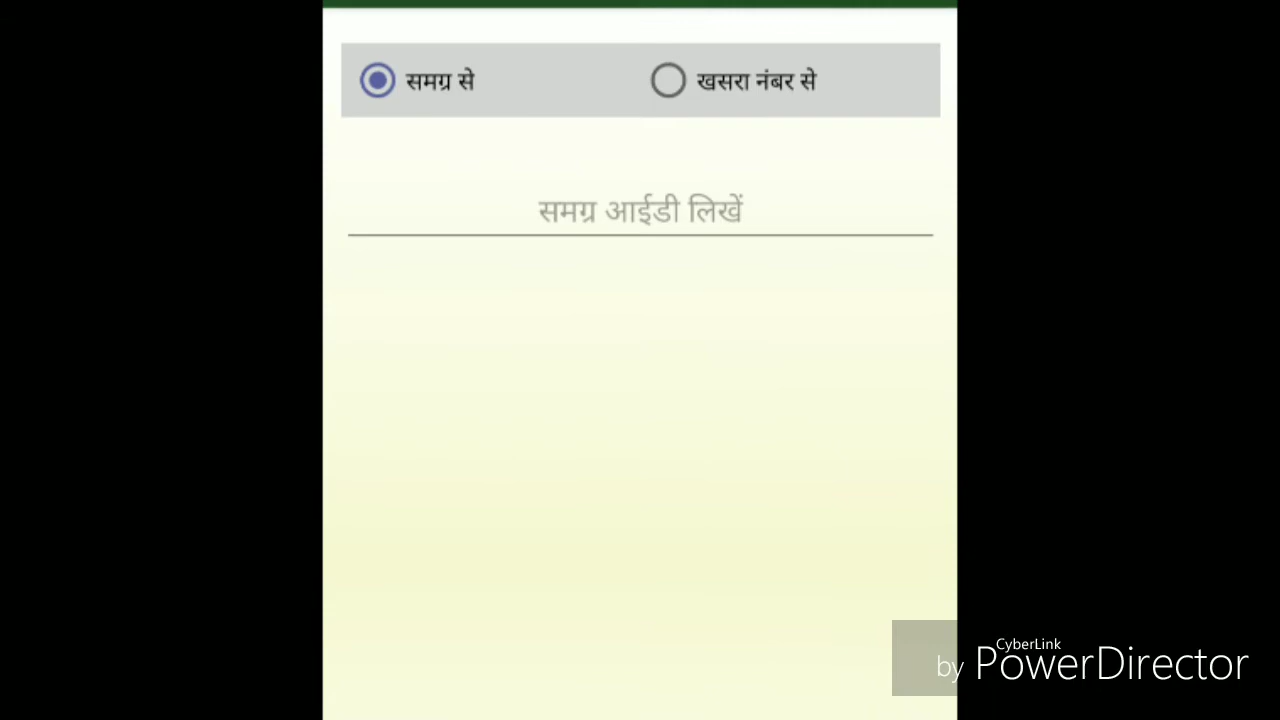 समग्र से
खसरा नंबर से
समग्र आईडी लिखें
CyberLink
by PowerDirector